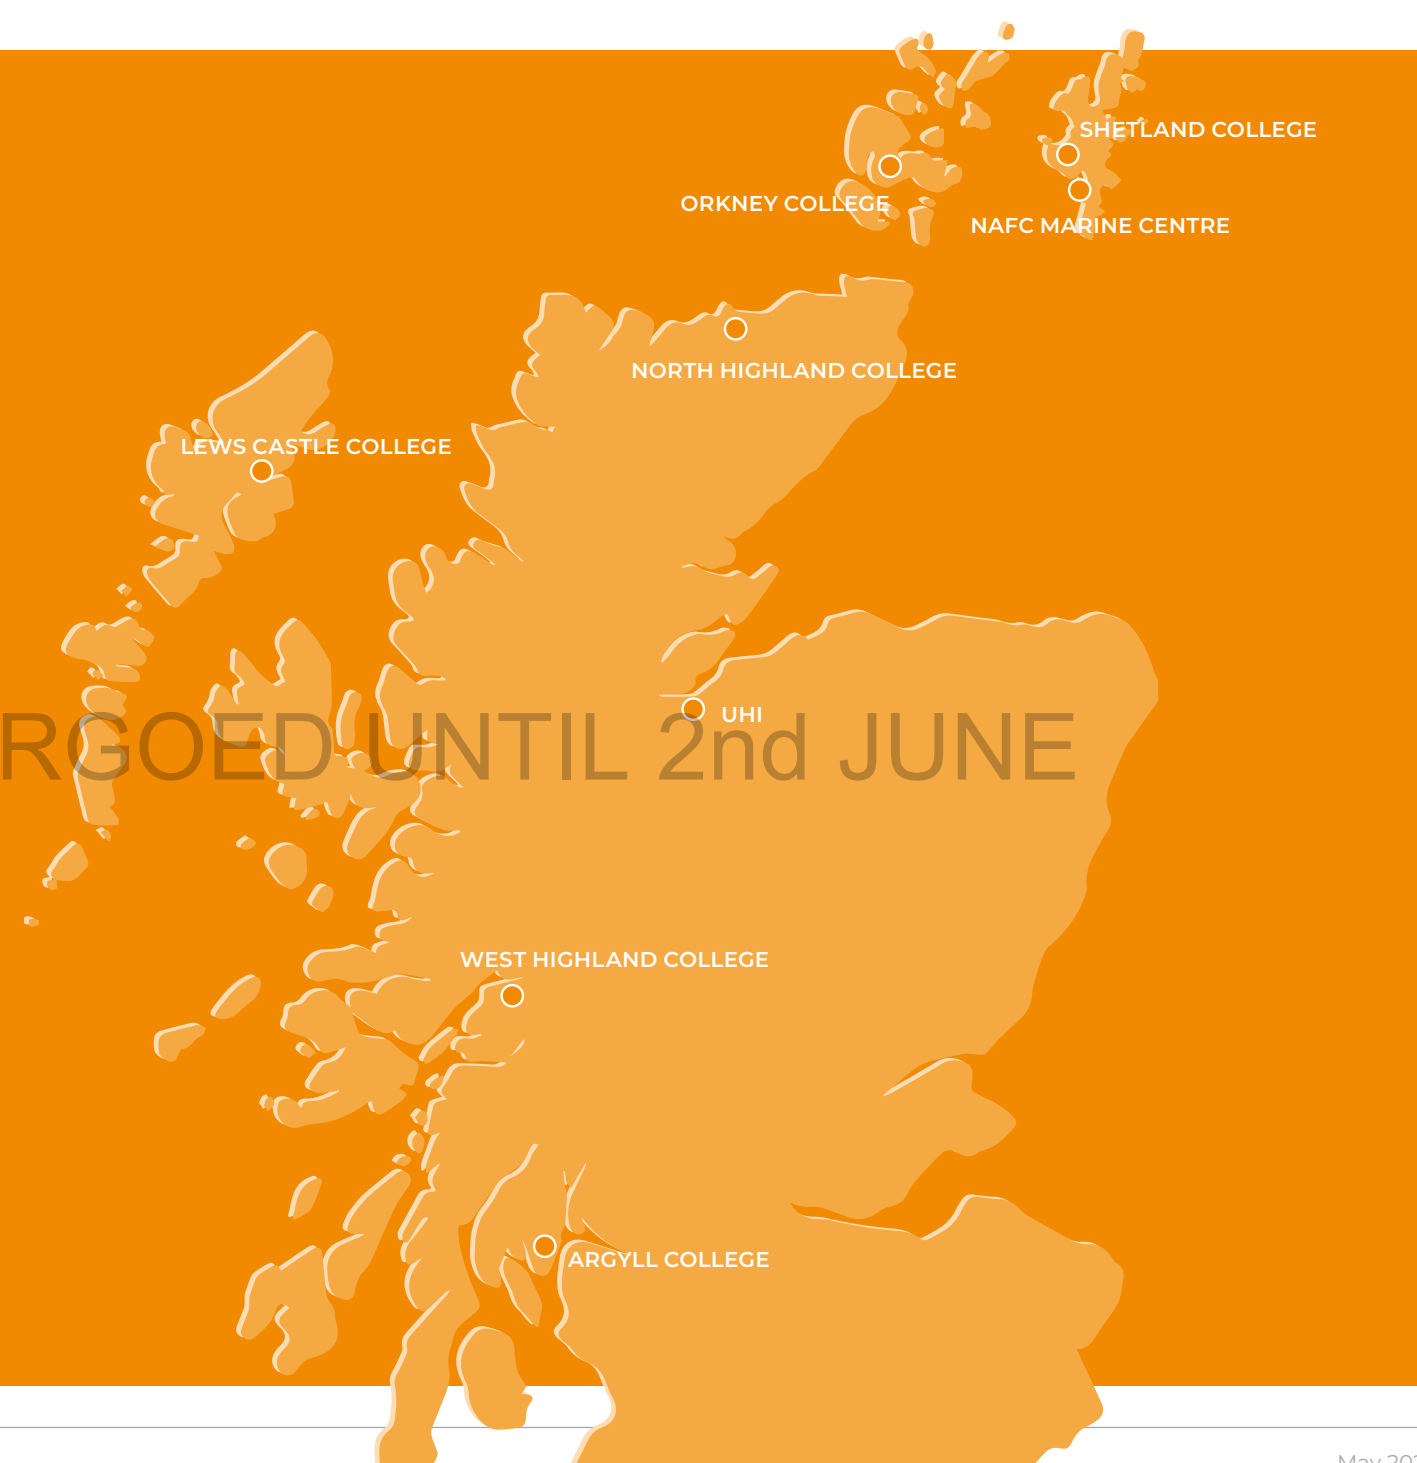 SHETLAND COLLEGE
ORKNEY COLLEGE
NAFC MARINE CENTRE
NORTH HIGHLAND COLLEGE
LEWS CASTLE COLLEGE
UHI
RGOED UNTIL 2nd JUNE
WEST HIGHLAND COLLEGE
ARGYLL COLLEGE
May